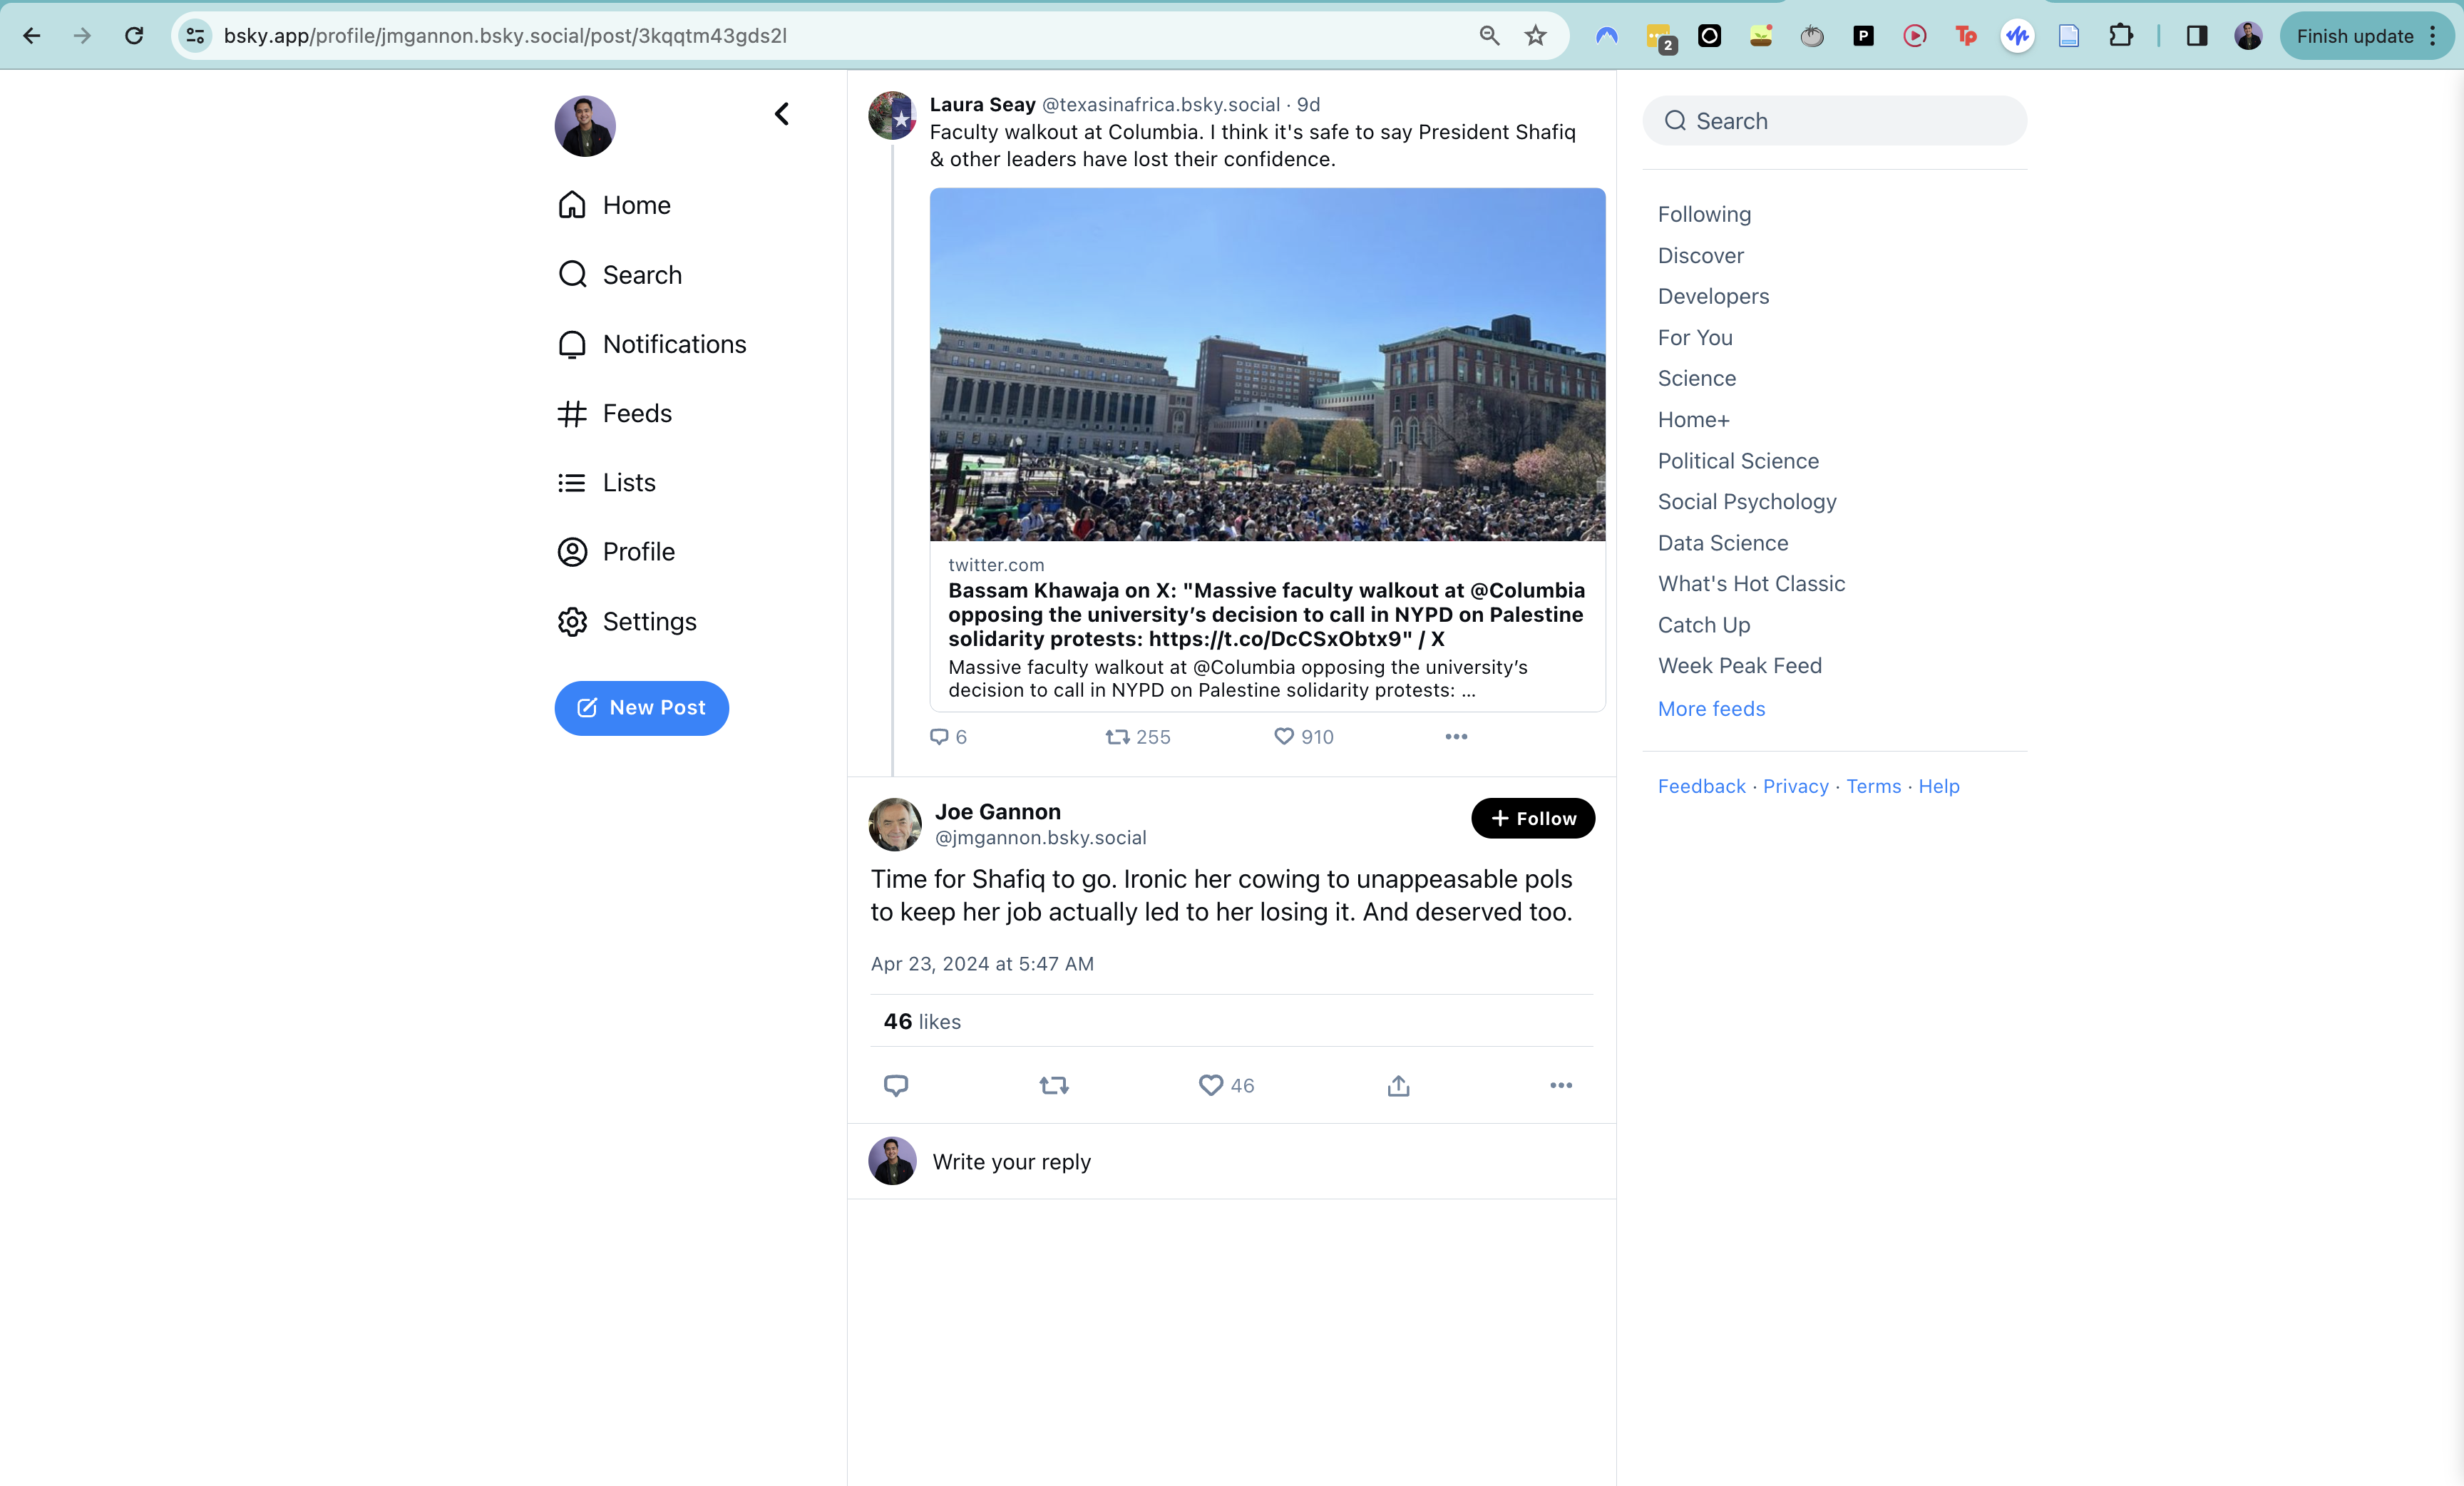 bsky.app/profile/jmgannon.bsky.social/post/3kqqtm43gds2l
2
P
Tp
Finish update
Home
Search
Notifications
Feeds
Lists
Profile
Settings
New Post
Laura Seay @texasinafrica.bsky.social · 9d
Faculty walkout at Columbia. I think it's safe to say President Shafiq
& other leaders have lost their confidence.
twitter.com
Bassam Khawaja on X: "Massive faculty walkout at @Columbia
opposing the university’s decision to call in NYPD on Palestine
solidarity protests: https://t.co/DcCSxObtx9" / X
Massive faculty walkout at @Columbia opposing the university’s
decision to call in NYPD on Palestine solidarity protests: ...
6
255
910
Joe Gannon
@jmgannon.bsky.social
+ Follow
Time for Shafiq to go. Ironic her cowing to unappeasable pols
to keep her job actually led to her losing it. And deserved too.
Apr 23, 2024 at 5:47 AM
46 likes
46
Write your reply
Search
Following
Discover
Developers
For You
Science
Home+
Political Science
Social Psychology
Data Science
What's Hot Classic
Catch Up
Week Peak Feed
More feeds
Feedback · Privacy · Terms · Help